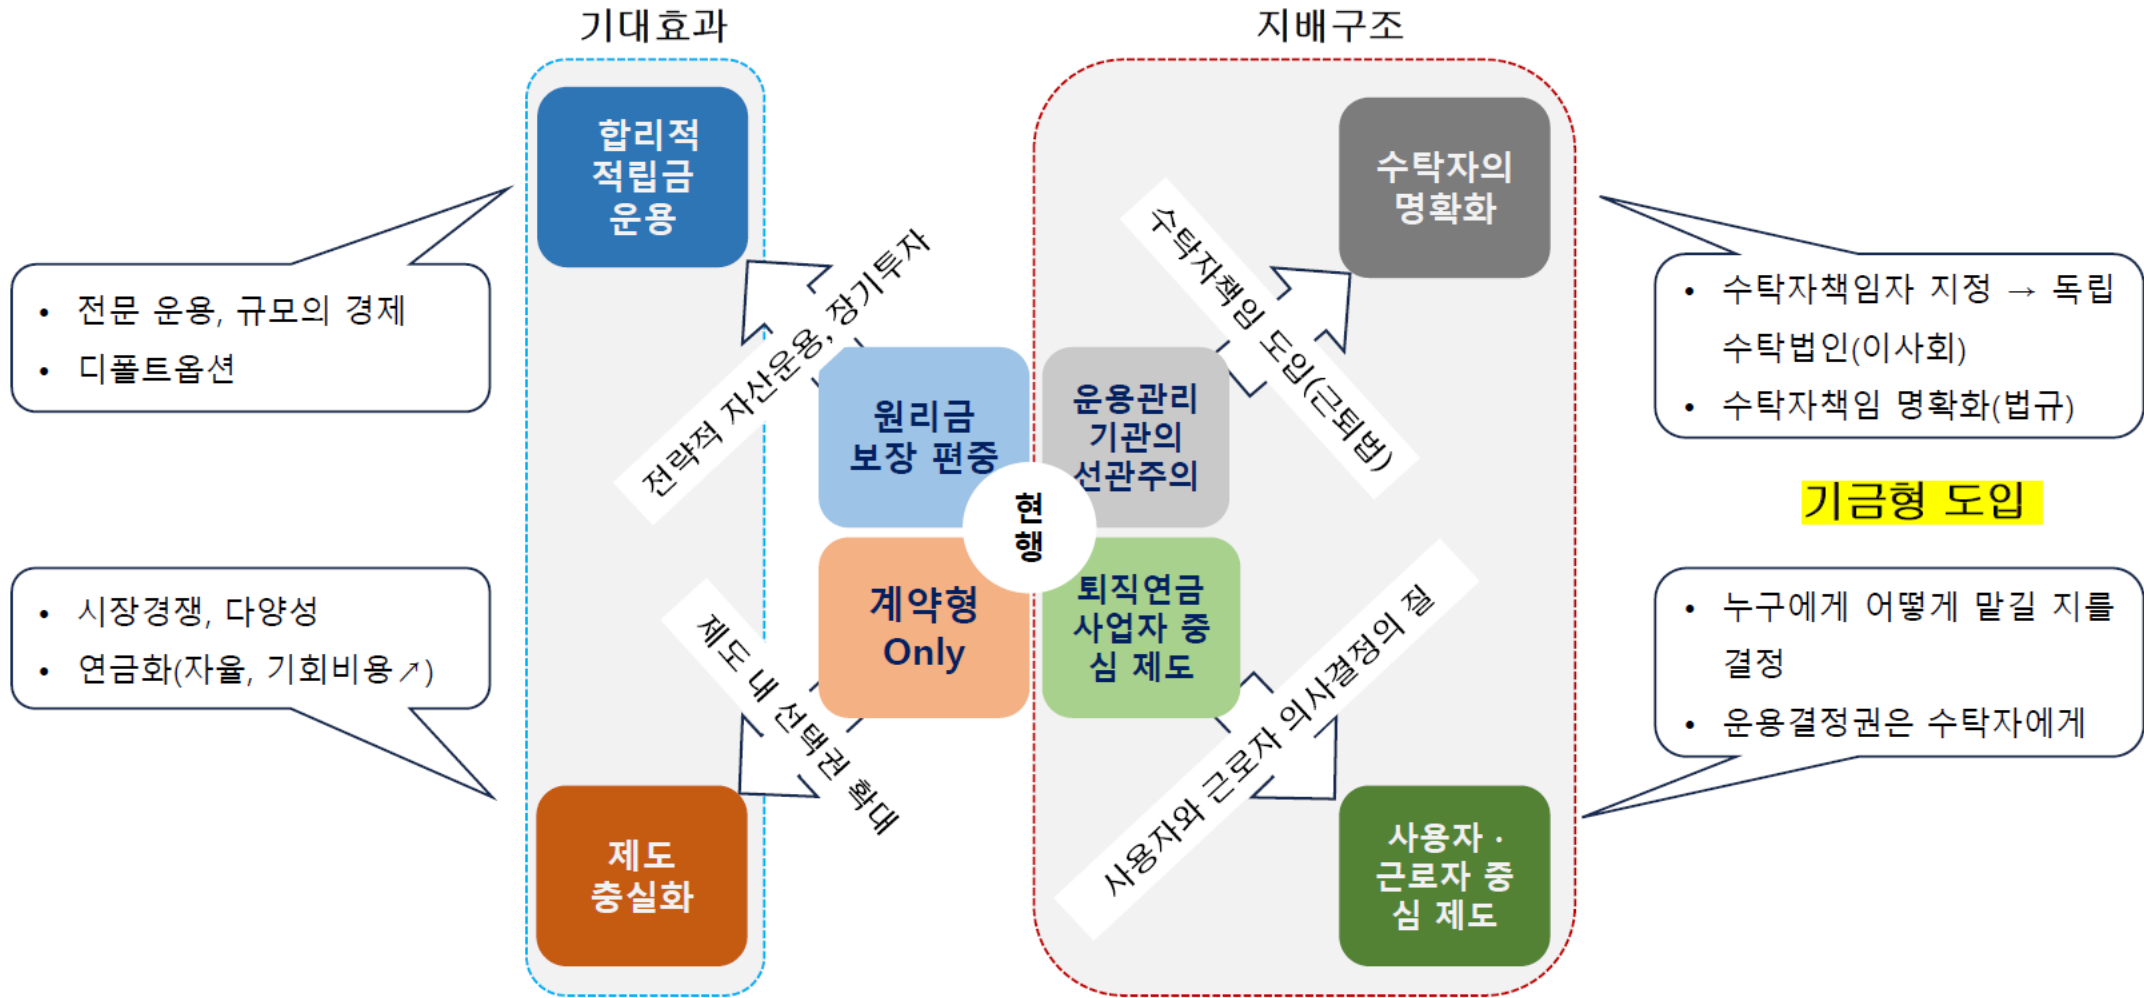 기대효과
지배구조
합리적
적립금
운용
수탁자의
명확화
• 전문 운용, 규모의 경제
• 디폴트옵션
전략적 자산운용, 장기투자
수탁자책임 도입(근퇴법)
• 수탁자책임자 지정 → 독립
수탁법인(이사회)
• 수탁자책임 명확화(법규)
원리금
보장 편중
운용관리
기관의
선관주의
현
행
기금형 도입
계약형
Only
퇴직연금
사업자 중
심 제도
• 시장경쟁, 다양성
• 연금화(자율, 기회비용↗)
제도 내 선택권 확대
사용자와 근로자 의사결정의 질
• 누구에게 어떻게 맡길 지를
결정
• 운용결정권은 수탁자에게
제도
충실화
사용자 ·
근로자 중
심 제도